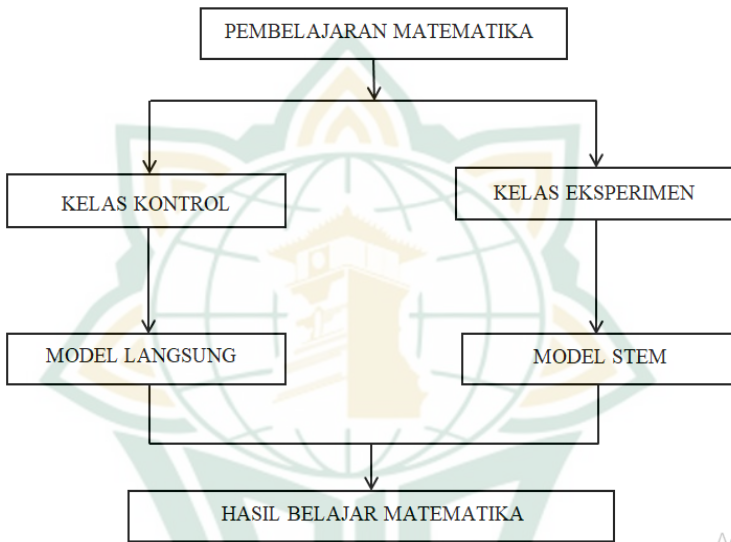 PEMBELAJARAN MATEMATIKA
KELAS KONTROL
KELAS EKSPERIMEN
MODEL LANGSUNG
MODEL STEM
HASIL BELAJAR MATEMATIKA